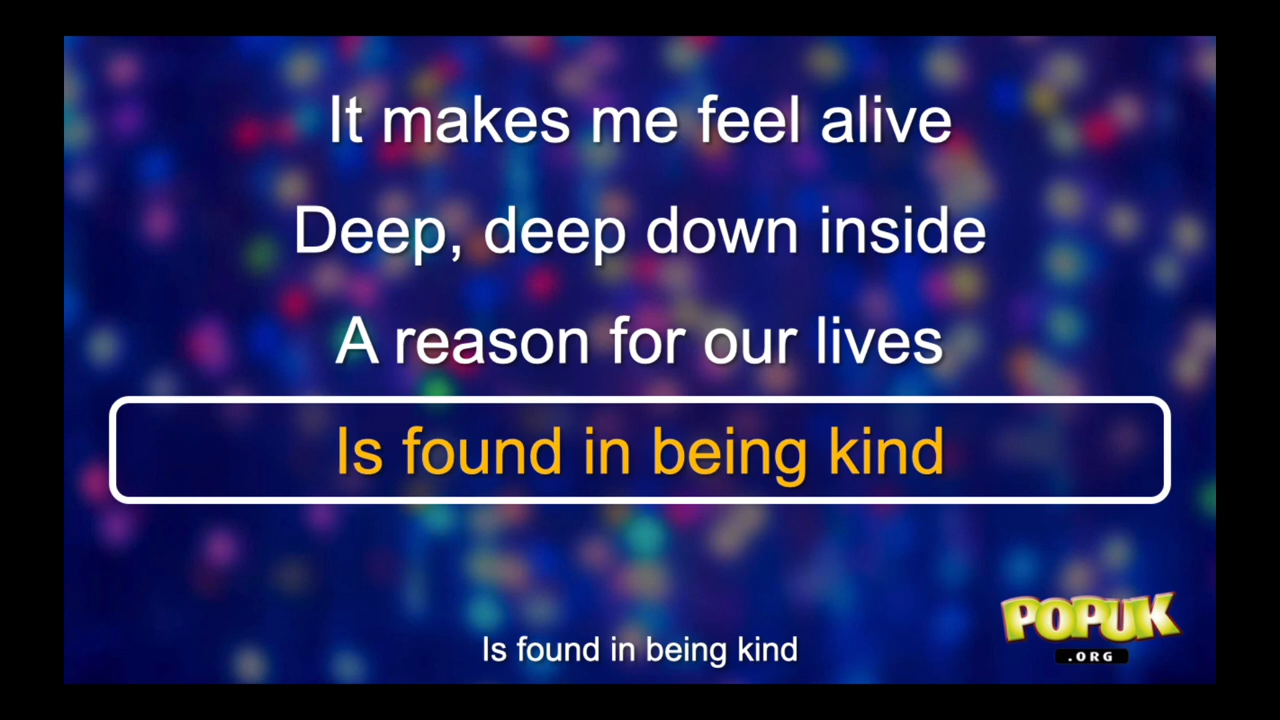 It makes me feel alive
Deep, deep down inside
A reason for our lives
Is found in being kind
Is found in being kind
POPUK
.ORG